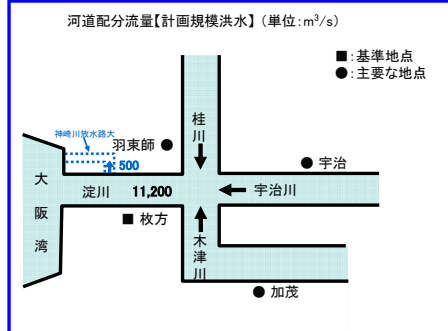 河道配分流量【計画規模洪水】（単位：m³/s）
■：基準地点
●：主要な地点
神崎川放水路大
羽束師 ●
500
桂川
● 宇治
大阪湾
淀川 11,200
宇治川
■ 枚方
木津川
● 加茂